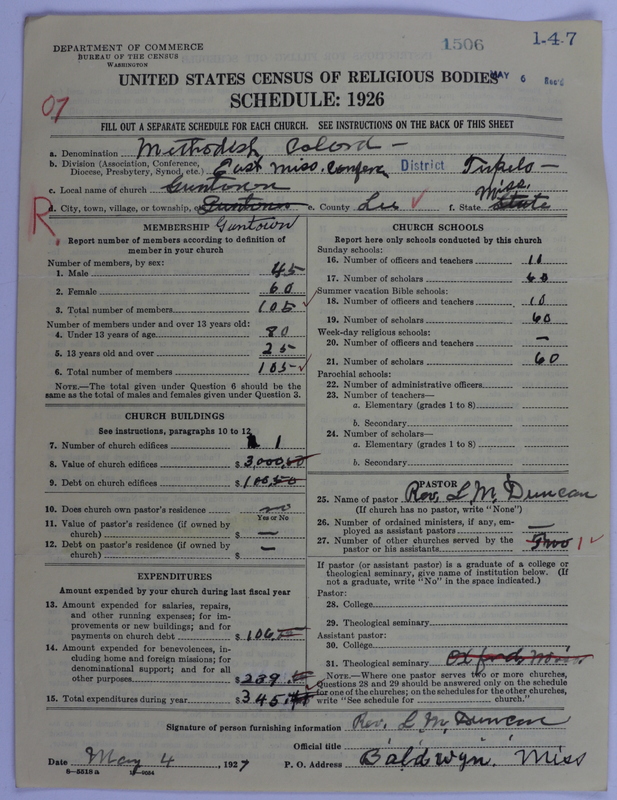 DEPARTMENT OF COMMERCE
BUREAU OF THE CENSUS
WASHINGTON
1506
1-4-7
MAY 6 Rec'd
UNITED STATES CENSUS OF RELIGIOUS BODIES
SCHEDULE: 1926
07
FILL OUT A SEPARATE SCHEDULE FOR EACH CHURCH. SEE INSTRUCTIONS ON THE BACK OF THIS SHEET
a. Denomination Methodish Colord -
b. Division (Association, Conference, Diocese, Presbytery, Synod, etc.) East Miss. Conferen District Tupelo -
c. Local name of church
Miss.
d. City, town, village, or township, e. County Lee f. State State
R.
Guntown
MEMBERSHIP
Report number of members according to definition of
member in your church
Number of members, by sex:
1. Male 45
2. Female 60
3. Total number of members 105
Number of members under and over 13 years old:
4. Under 13 years of age 80
5. 13 years old and over 25
6. Total number of members 105
NOTE.—The total given under Question 6 should be the
same as the total of males and females given under Question 3.
CHURCH BUILDINGS
See instructions, paragraphs 10 to 12
7. Number of church edifices 1
8. Value of church edifices $ 3,000,00
9. Debt on church edifices $ 100,50
10. Does church own pastor's residence no
Yes or No
11. Value of pastor's residence (if owned by
church) $ —
12. Debt on pastor's residence (if owned by
church) $ —
EXPENDITURES
Amount expended by your church during last fiscal year
13. Amount expended for salaries, repairs,
and other running expenses; for im-
provements or new buildings; and for
payments on church debt $ 106.
14. Amount expended for benevolences, in-
cluding home and foreign missions; for
denominational support; and for all
other purposes $ 239.
15. Total expenditures during year $ 345
CHURCH SCHOOLS
Report here only schools conducted by this church
Sunday schools:
16. Number of officers and teachers 10
17. Number of scholars 60
Summer vacation Bible schools:
18. Number of officers and teachers 10
19. Number of scholars 60
Week-day religious schools:
20. Number of officers and teachers —
21. Number of scholars 60
Parochial schools:
22. Number of administrative officers
23. Number of teachers—
a. Elementary (grades 1 to 8)
b. Secondary
24. Number of scholars—
a. Elementary (grades 1 to 8)
b. Secondary
PASTOR
25. Name of pastor Rev. L. M. Duncan
(If church has no pastor, write "None")
26. Number of ordained ministers, if any, em-
ployed as assistant pastors —
27. Number of other churches served by the
pastor or his assistants Two 1
If pastor (or assistant pastor) is a graduate of a college or
theological seminary, give name of institution below. (If
not a graduate, write "No" in the space indicated.)
Pastor:
28. College
29. Theological seminary
Assistant pastor:
30. College
31. Theological seminary
NOTE.—Where one pastor serves two or more churches,
Questions 28 and 29 should be answered only on the schedule
for one of the churches; on the schedules for the other churches,
write "See schedule for ____ church."
Signature of person furnishing information Rev. L. M. Duncan
Official title
Date May 4, 1927 P. O. Address Baldwyn. Miss
8—5518 a